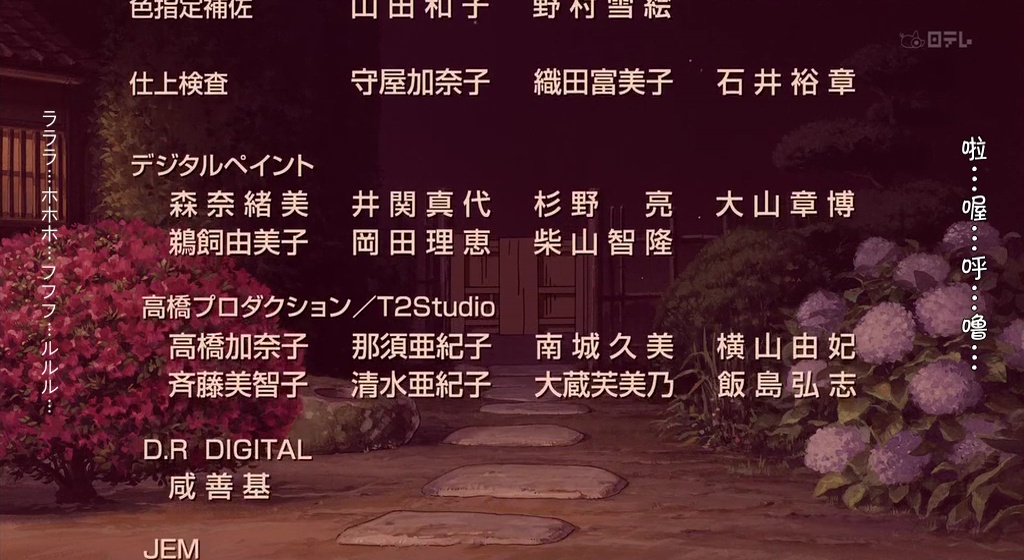 色指定補佐 山田和子 野村雪絵
日テレ
仕上検査 守屋加奈子 織田富美子 石井裕章
デジタルペイント
森奈緒美 井関真代 杉野 亮 大山章博
鵜飼由美子 岡田理恵 柴山智隆
高橋プロダクション／T2Studio
高橋加奈子 那須亜紀子 南城久美 横山由妃
斉藤美智子 清水亜紀子 大蔵芙美乃 飯島弘志
D.R DIGITAL
咸善基
JEM
ラララ…ホホホ…フフフ…ルルル…
啦…喔…呼…噜…